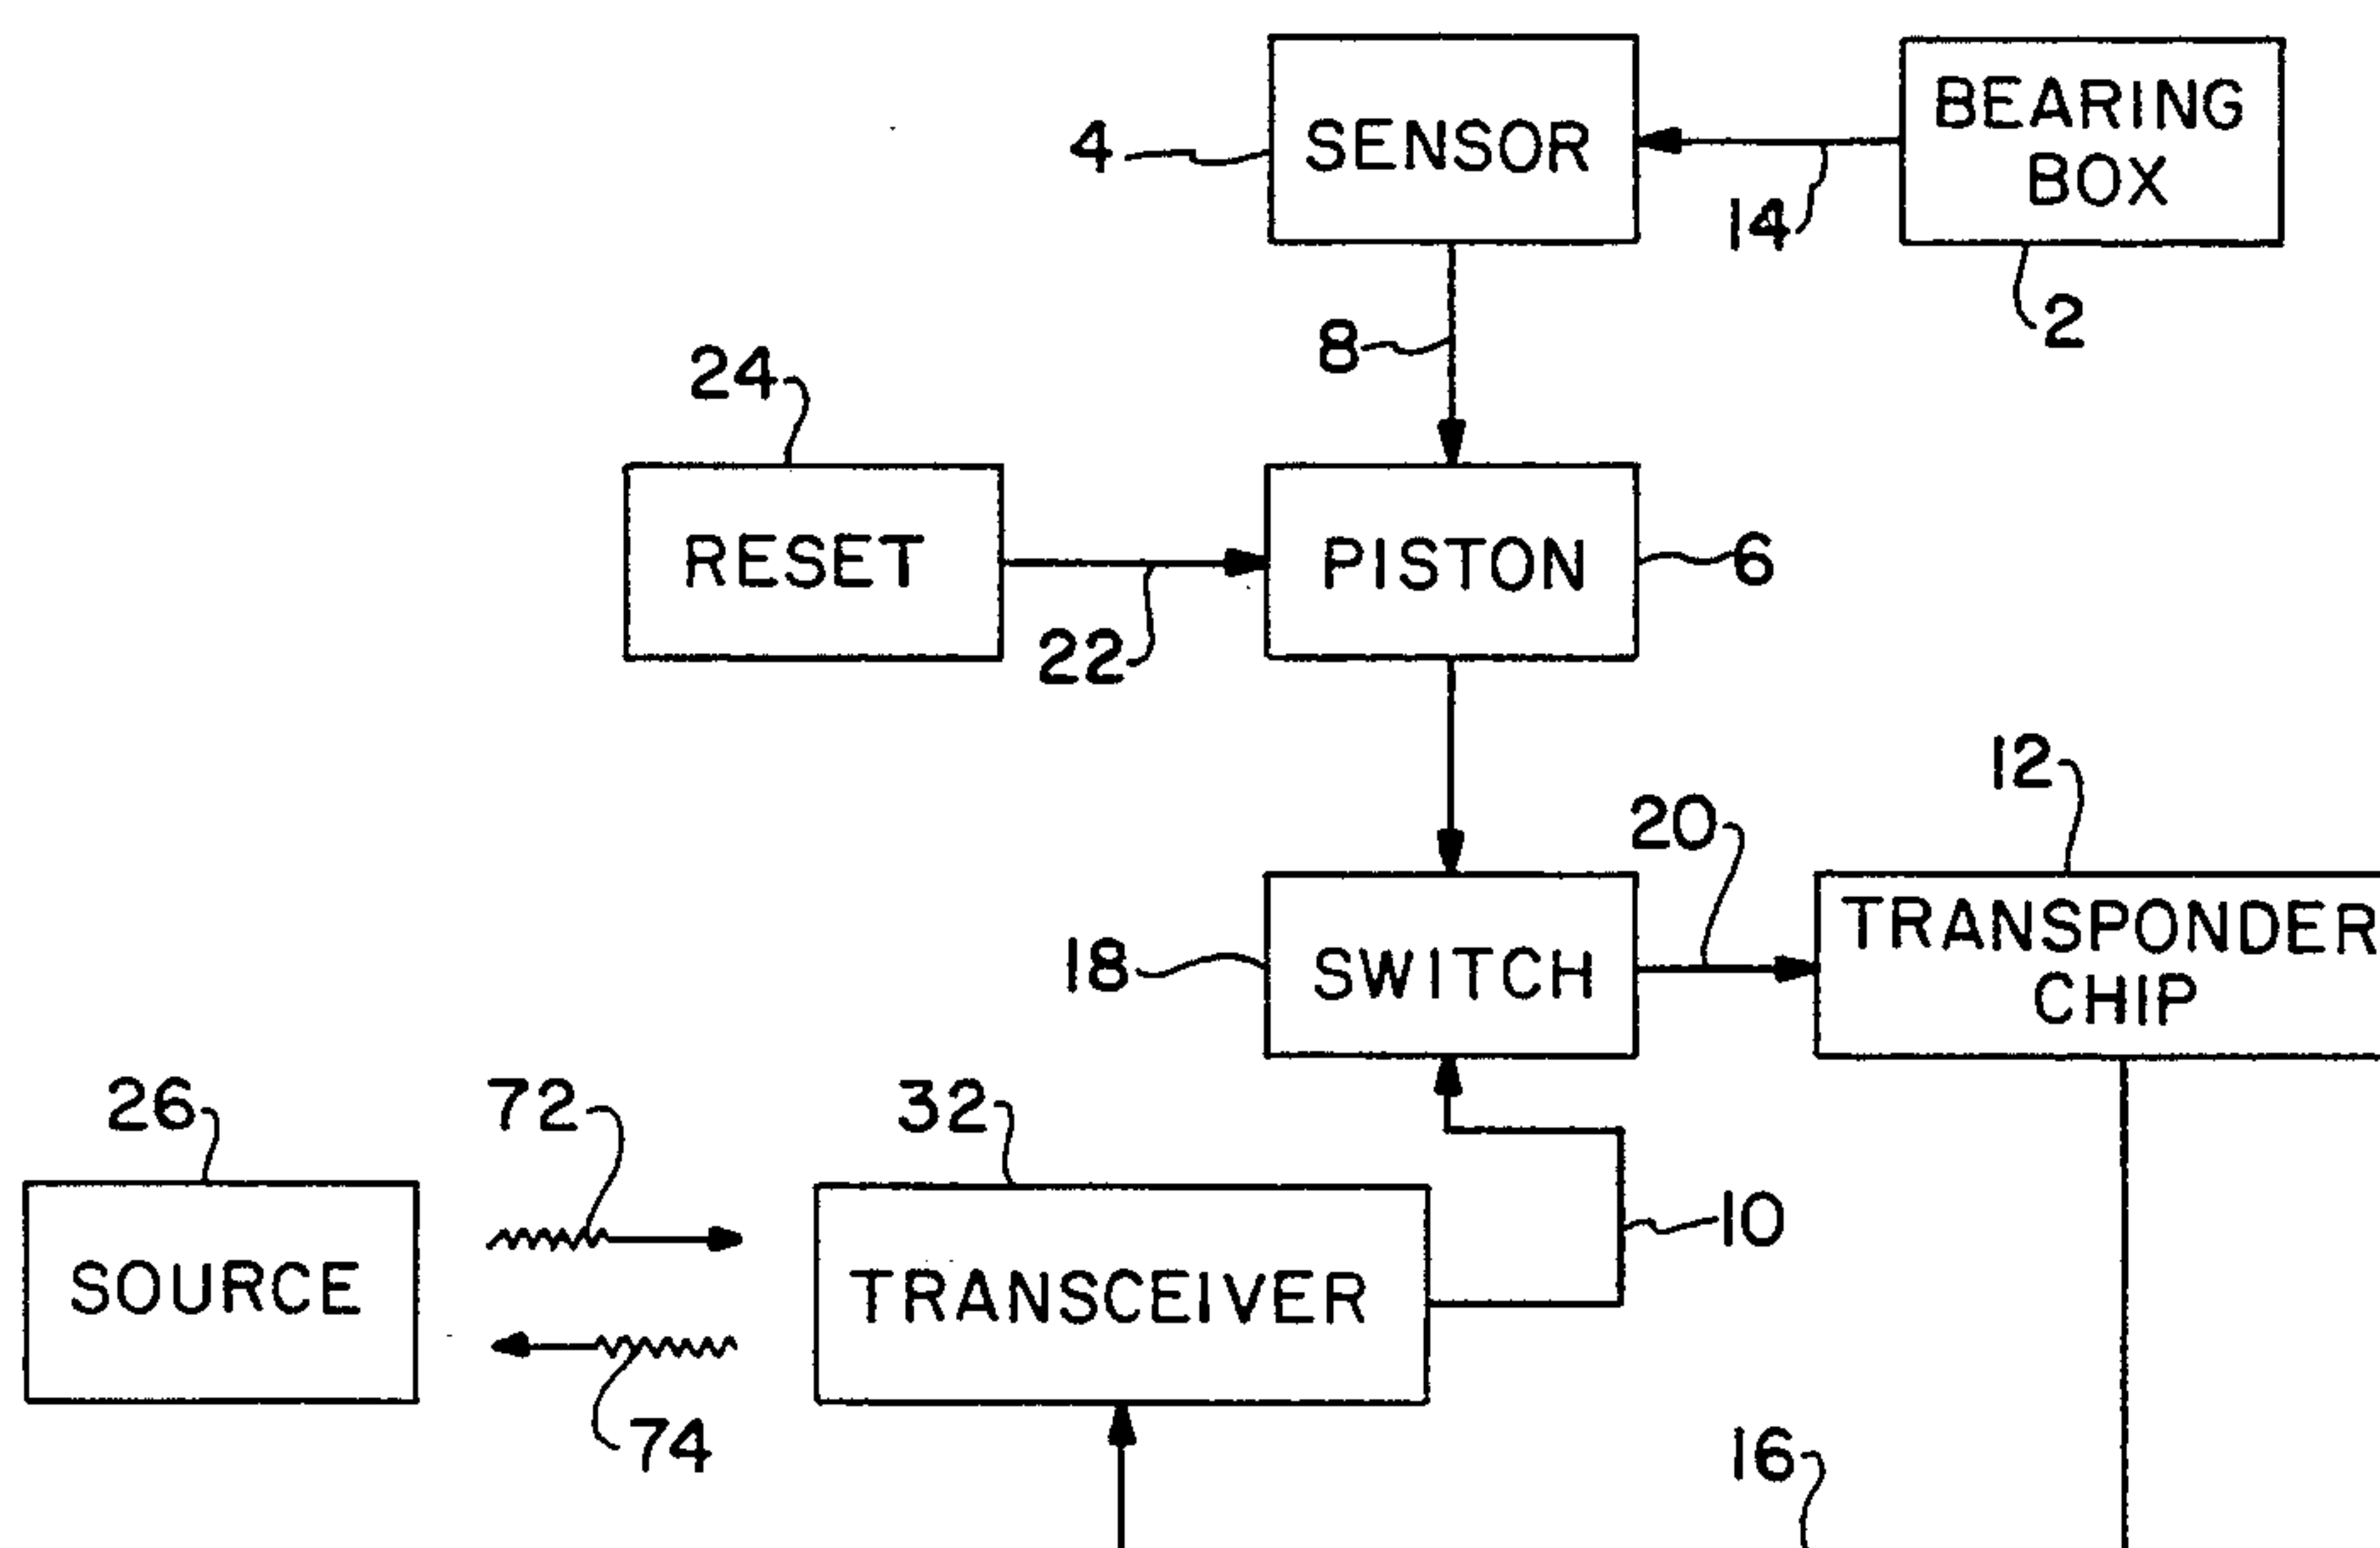 SENSOR
BEARING
BOX
4
14
2
8
24
RESET
PISTON
6
22
12
20
TRANSPONDER
CHIP
18
SWITCH
26
72
32
10
SOURCE
TRANSCEIVER
74
16